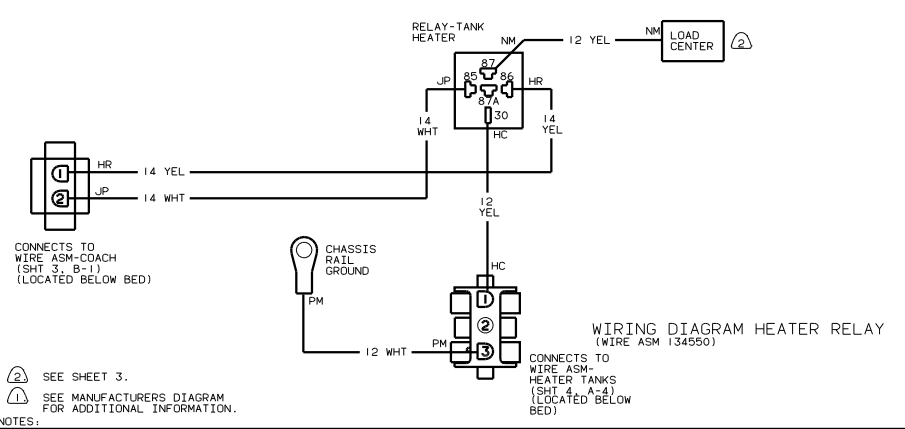 RELAY-TANK
HEATER
NM
12 YEL
NM
LOAD
CENTER
2
87
85
86
JP
HR
87A
30
HC
14
WHT
14
YEL
1
HR
14 YEL
2
JP
14 WHT
12
YEL
CONNECTS TO
WIRE ASM-COACH
(SHT 3, B-1)
(LOCATED BELOW BED)
CHASSIS
RAIL
GROUND
PM
HC
1
2
3
PM
12 WHT
WIRING DIAGRAM HEATER RELAY
(WIRE ASM 134550)
CONNECTS TO
WIRE ASM-
HEATER TANKS
(SHT 4, A-4)
(LOCATED BELOW
BED)
2. SEE SHEET 3.
1. SEE MANUFACTURERS DIAGRAM
FOR ADDITIONAL INFORMATION.
NOTES: